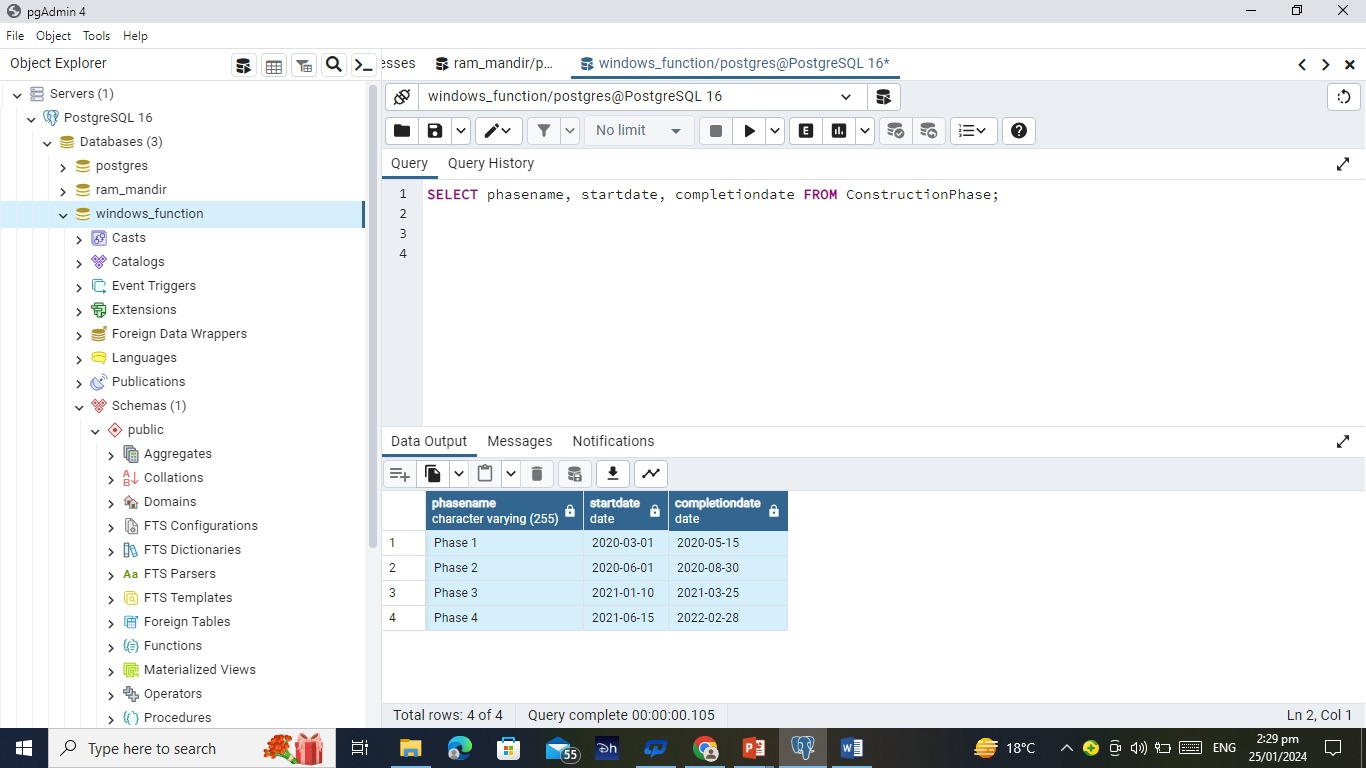 pgAdmin 4
File Object Tools Help
Object Explorer
esses
ram_mandir/p...
windows_function/postgres@PostgreSQL 16*
Servers (1)
PostgreSQL 16
Databases (3)
postgres
ram_mandir
windows_function
Casts
Catalogs
Event Triggers
Extensions
Foreign Data Wrappers
Languages
Publications
Schemas (1)
public
Aggregates
Collations
Domains
FTS Configurations
FTS Dictionaries
Aa FTS Parsers
FTS Templates
Foreign Tables
Functions
Materialized Views
Operators
Procedures
windows_function/postgres@PostgreSQL 16
No limit
E
Query Query History
1 SELECT phasename, startdate, completiondate FROM ConstructionPhase;
2
3
4
Data Output Messages Notifications
phasename startdate completiondate
character varying (255) date date
1 Phase 1 2020-03-01 2020-05-15
2 Phase 2 2020-06-01 2020-08-30
3 Phase 3 2021-01-10 2021-03-25
4 Phase 4 2021-06-15 2022-02-28
Total rows: 4 of 4 Query complete 00:00:00.105 Ln 2, Col 1
Type here to search
55
18°C
ENG
2:29 pm
25/01/2024